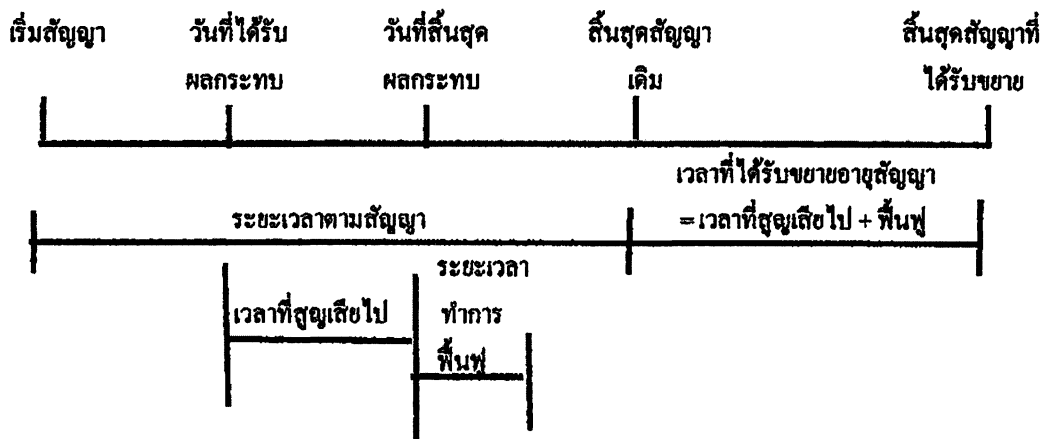 เริ่มสัญญา วันที่ได้รับ วันที่สิ้นสุด สิ้นสุดสัญญา สิ้นสุดสัญญาที่
ผลกระทบ ผลกระทบ เดิม ได้รับขยาย
เวลาที่ได้รับขยายอายุสัญญา
ระยะเวลาตามสัญญา = เวลาที่สูญเสียไป + ฟื้นฟู
ระยะเวลา
เวลาที่สูญเสียไป ทำการ
ฟื้นฟู